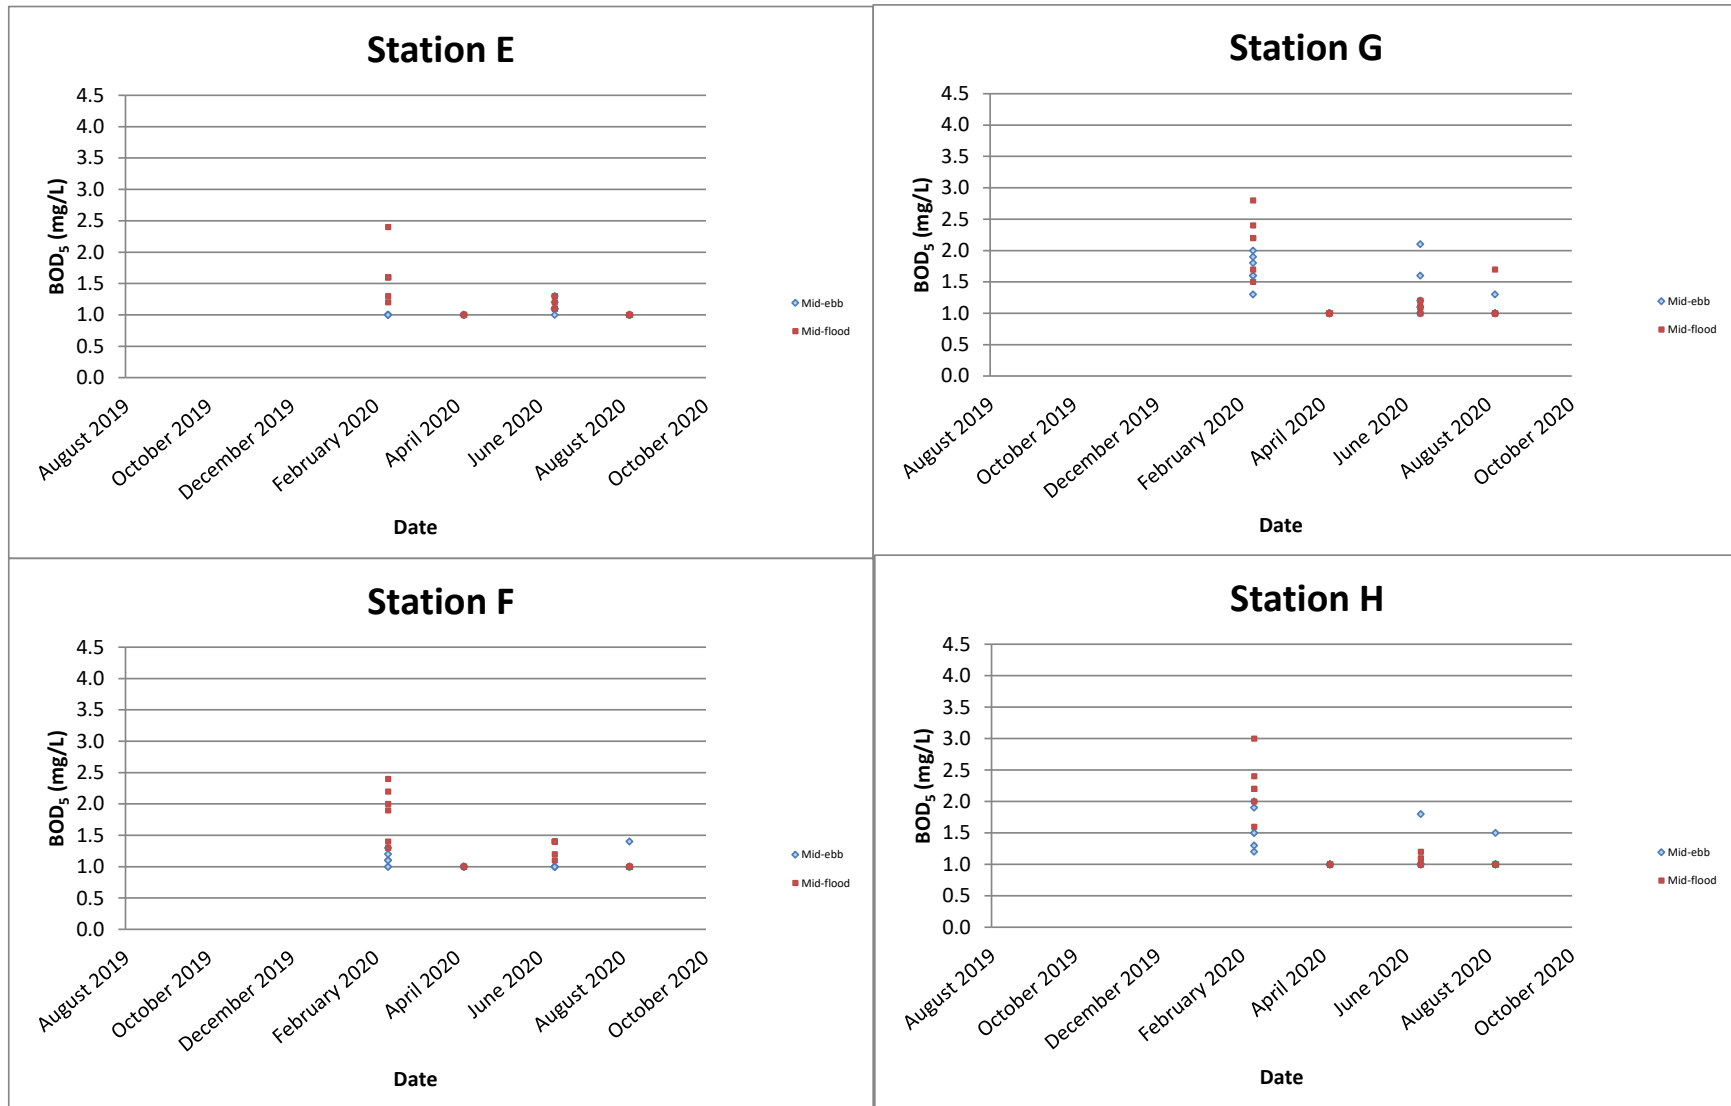 Station E
4.5
4.0
3.5
3.0
2.5
2.0
1.5
1.0
0.5
0.0
BOD₅ (mg/L)
August 2019
October 2019
December 2019
February 2020
April 2020
June 2020
August 2020
October 2020
Date
Mid-ebb
Mid-flood
Station G
4.5
4.0
3.5
3.0
2.5
2.0
1.5
1.0
0.5
0.0
BOD₅ (mg/L)
August 2019
October 2019
December 2019
February 2020
April 2020
June 2020
August 2020
October 2020
Date
Mid-ebb
Mid-flood
Station F
4.5
4.0
3.5
3.0
2.5
2.0
1.5
1.0
0.5
0.0
BOD₅ (mg/L)
August 2019
October 2019
December 2019
February 2020
April 2020
June 2020
August 2020
October 2020
Date
Mid-ebb
Mid-flood
Station H
4.5
4.0
3.5
3.0
2.5
2.0
1.5
1.0
0.5
0.0
BOD₅ (mg/L)
August 2019
October 2019
December 2019
February 2020
April 2020
June 2020
August 2020
October 2020
Date
Mid-ebb
Mid-flood